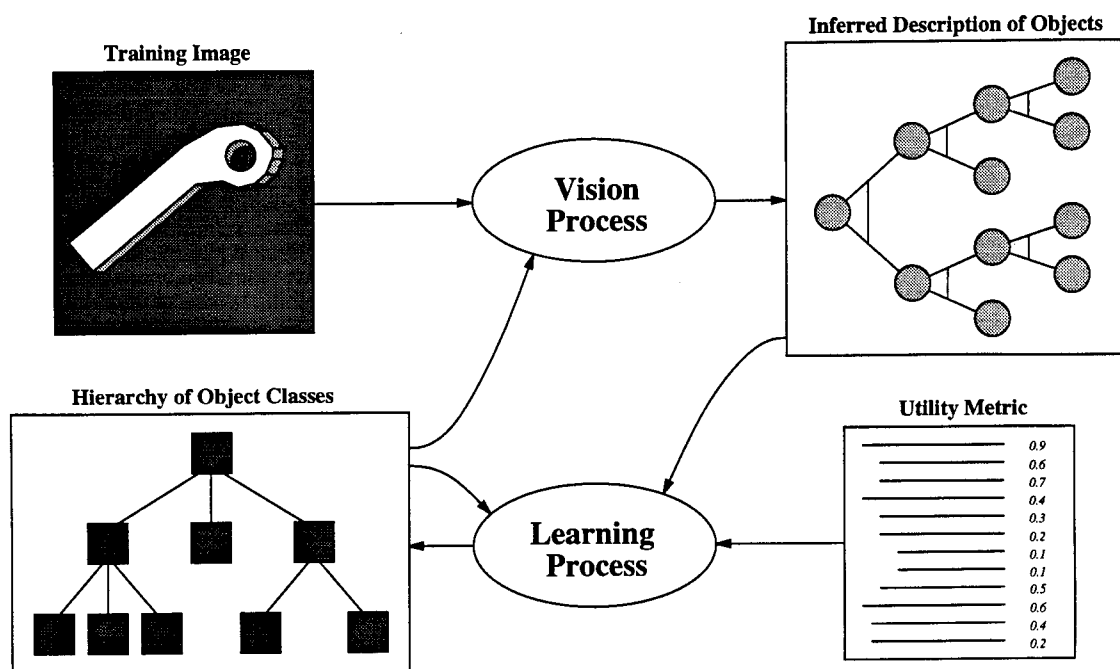 Inferred Description of Objects
Training Image
Vision
Process
Hierarchy of Object Classes
Utility Metric
0.9
0.6
0.7
0.4
0.3
0.2
0.1
0.1
0.5
0.6
0.4
0.2
Learning
Process